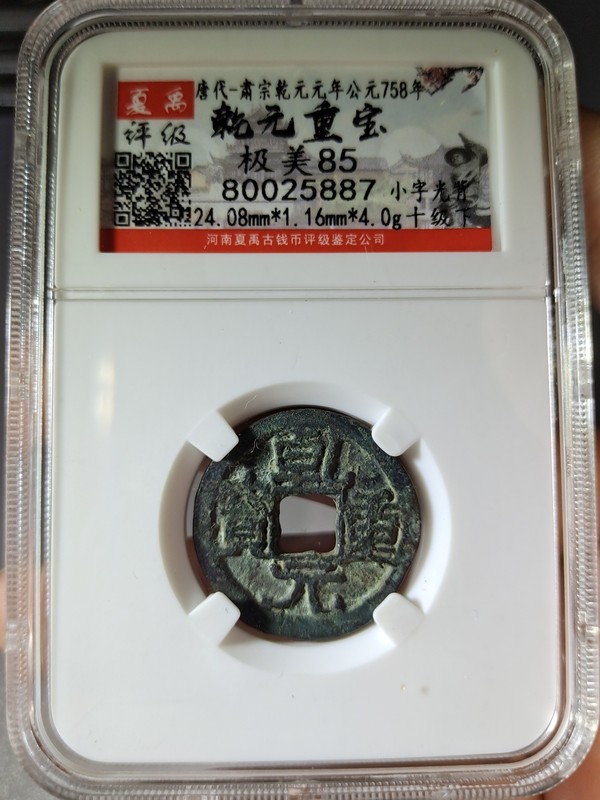 夏禹
评级
唐代-肃宗乾元元年公元758年
乾元重宝
极美85
80025887 小字光背
24.08mm*1.16mm*4.0g十级下
河南夏禹古钱币评级鉴定公司
乾元重寶